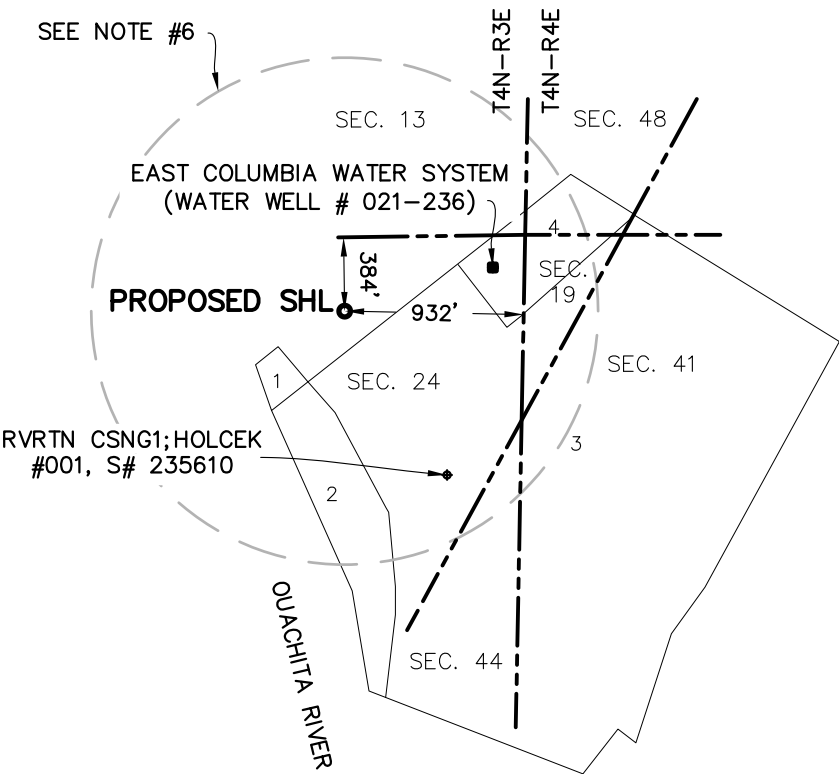 SEE NOTE #6
T4N-R3E
T4N-R4E
SEC. 13
SEC. 48
EAST COLUMBIA WATER SYSTEM
(WATER WELL # 021-236)
4
384'
SEC.
19
PROPOSED SHL
932'
1
SEC. 24
SEC. 41
RVRTN CSNG1;HOLCEK
#001, S# 235610
3
2
OUACHITA RIVER
SEC. 44